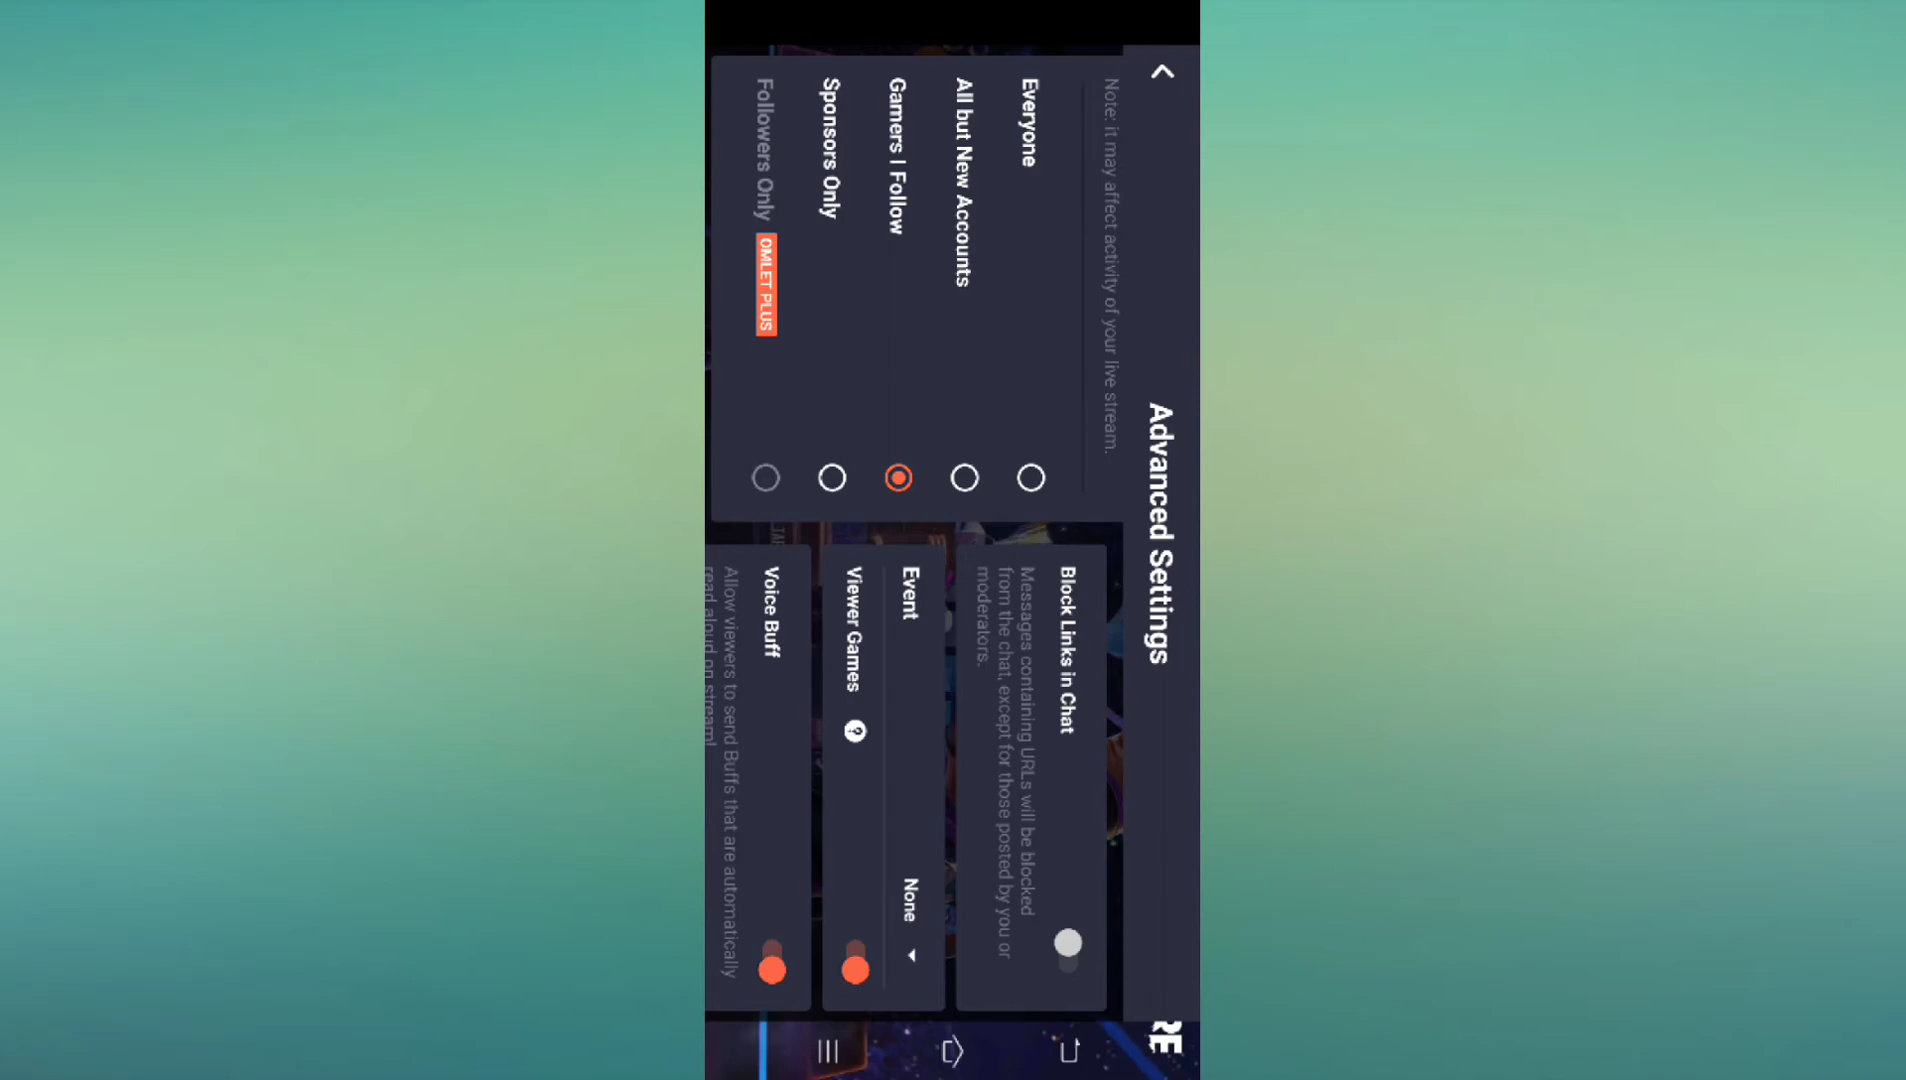 Advanced Settings
Note: it may affect activity of your live stream.
Everyone
All but New Accounts
Gamers I Follow
Sponsors Only
Followers Only OMLET PLUS
Block Links in Chat
Messages containing URLs will be blocked
from the chat, except for those posted by you or
moderators.
Event None
Viewer Games ?
Voice Buff
Allow viewers to send Buffs that are automatically
read aloud on stream!
RE